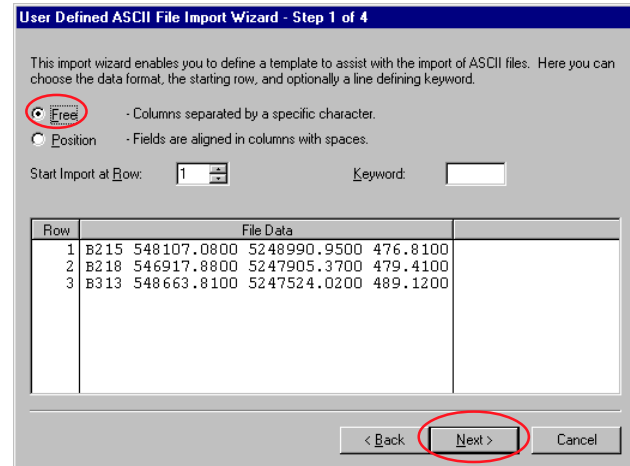 User Defined ASCII File Import Wizard - Step 1 of 4
This import wizard enables you to define a template to assist with the import of ASCII files. Here you can
choose the data format, the starting row, and optionally a line defining keyword.
Free - Columns separated by a specific character.
Position - Fields are aligned in columns with spaces.
Start Import at Row: 1 Keyword:
Row File Data
1 B215 548107.0800 5248990.9500 476.8100
2 B218 546917.8800 5247905.3700 479.4100
3 B313 548663.8100 5247524.0200 489.1200
< Back Next > Cancel